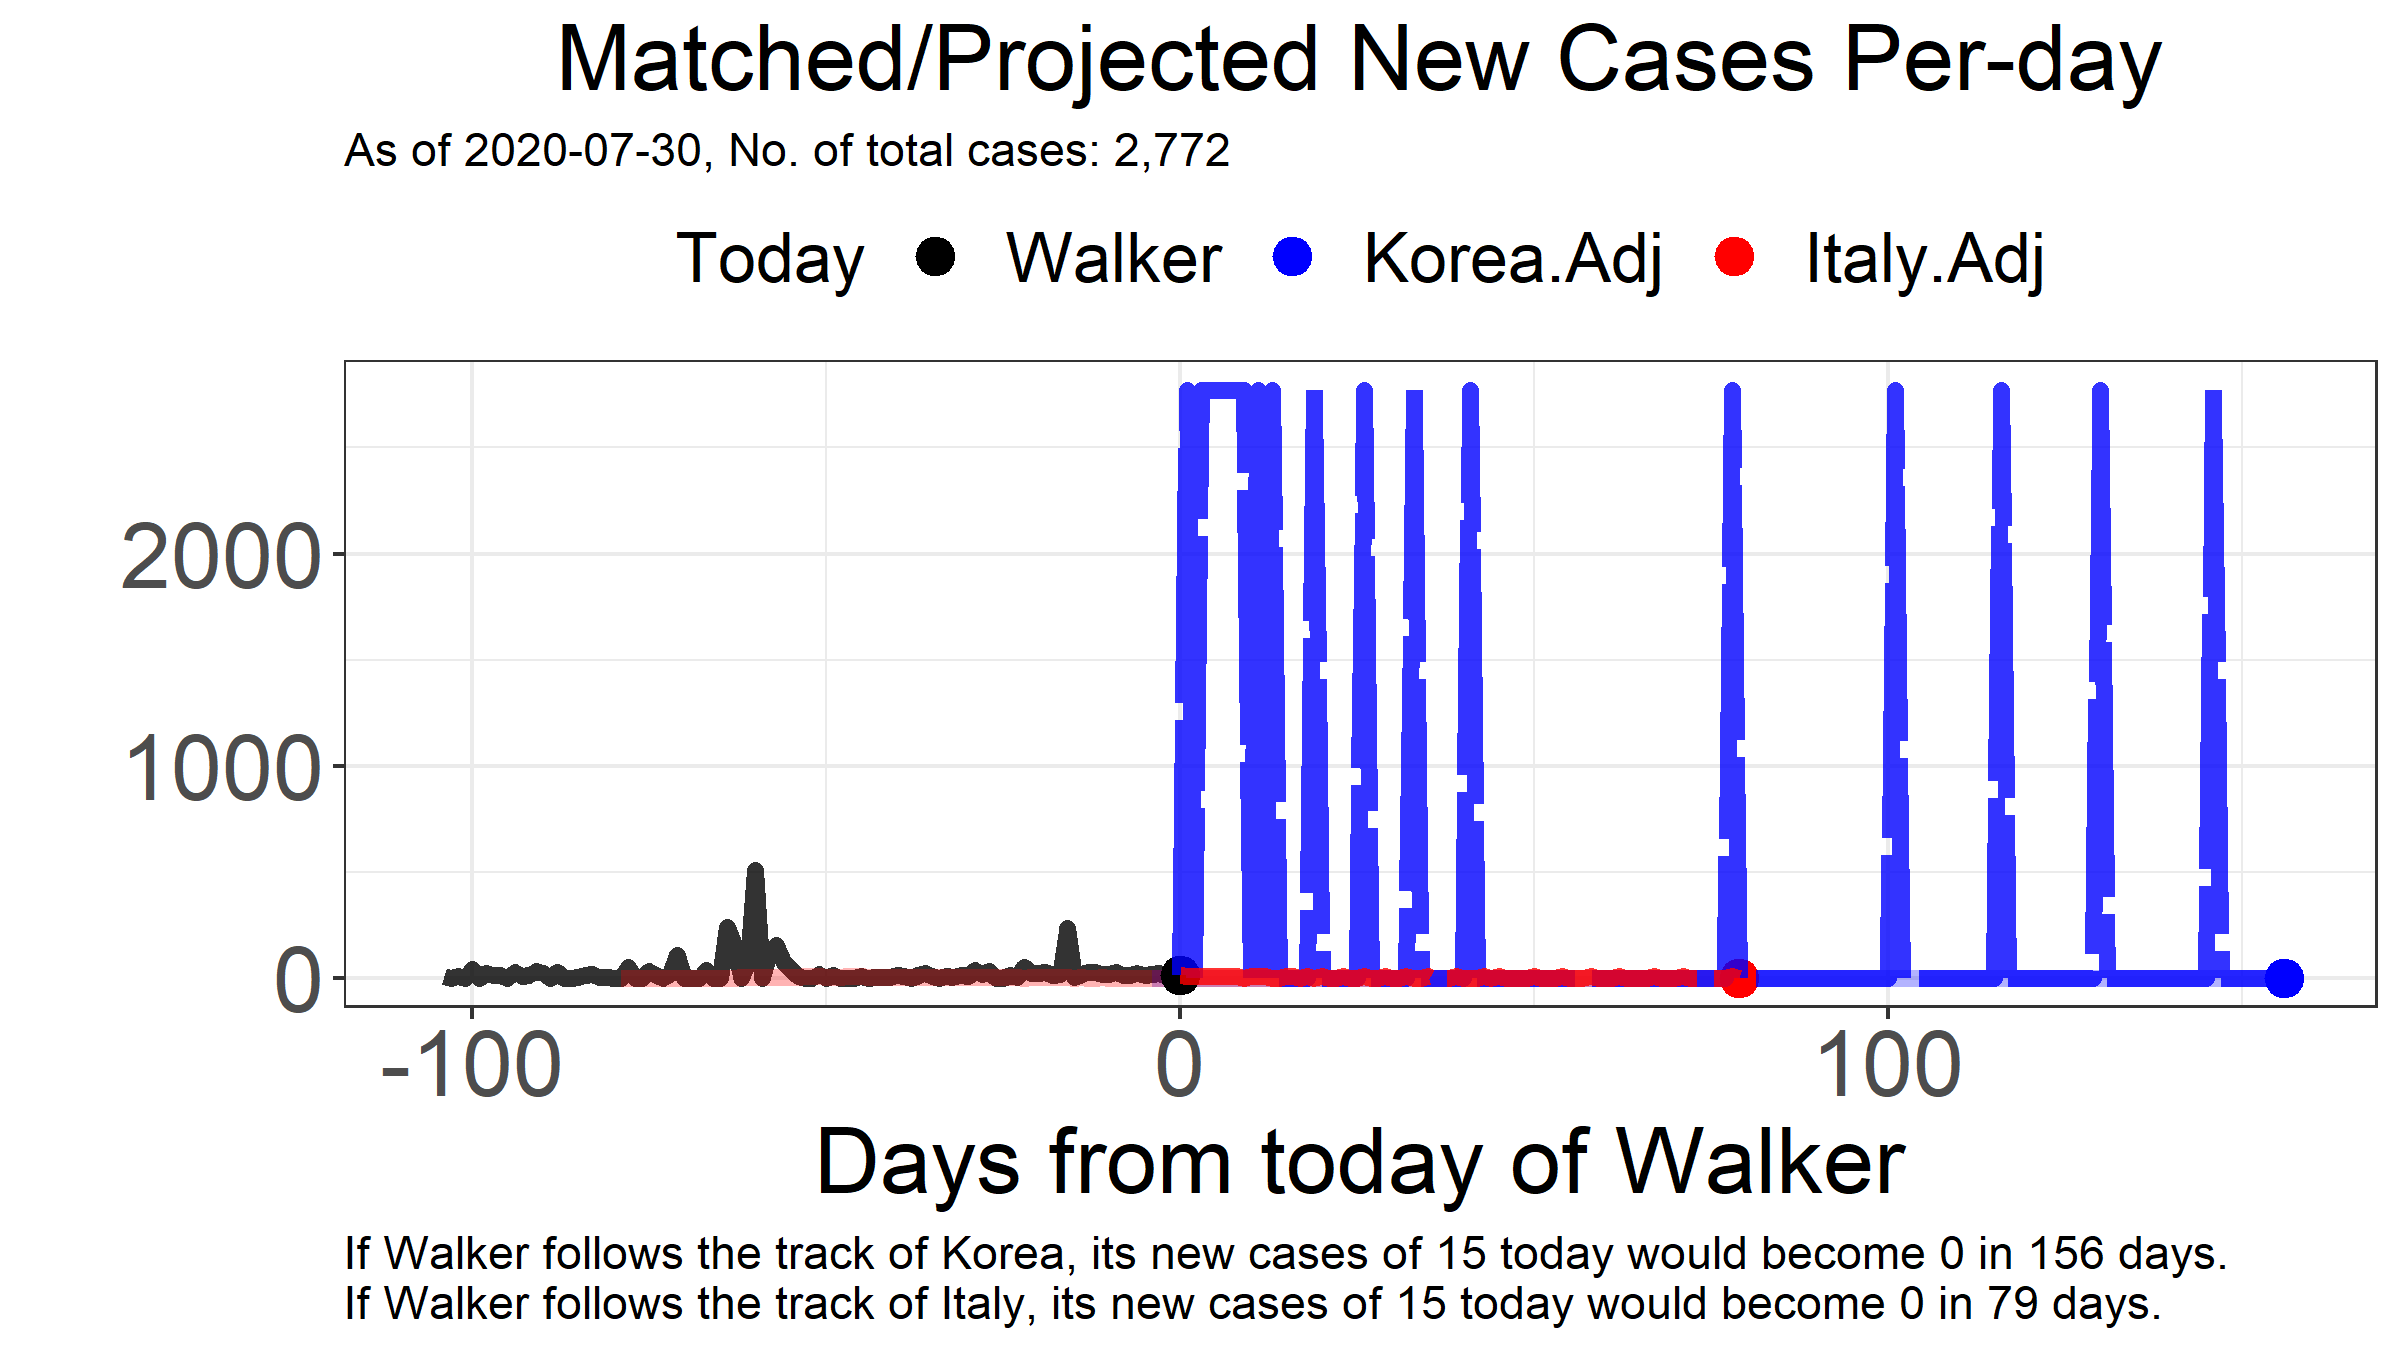 Matched/Projected New Cases Per-day
As of 2020-07-30, No. of total cases: 2,772
Today Walker Korea.Adj Italy.Adj
2000
1000
0
-100 0 100
Days from today of Walker
If Walker follows the track of Korea, its new cases of 15 today would become 0 in 156 days.
If Walker follows the track of Italy, its new cases of 15 today would become 0 in 79 days.